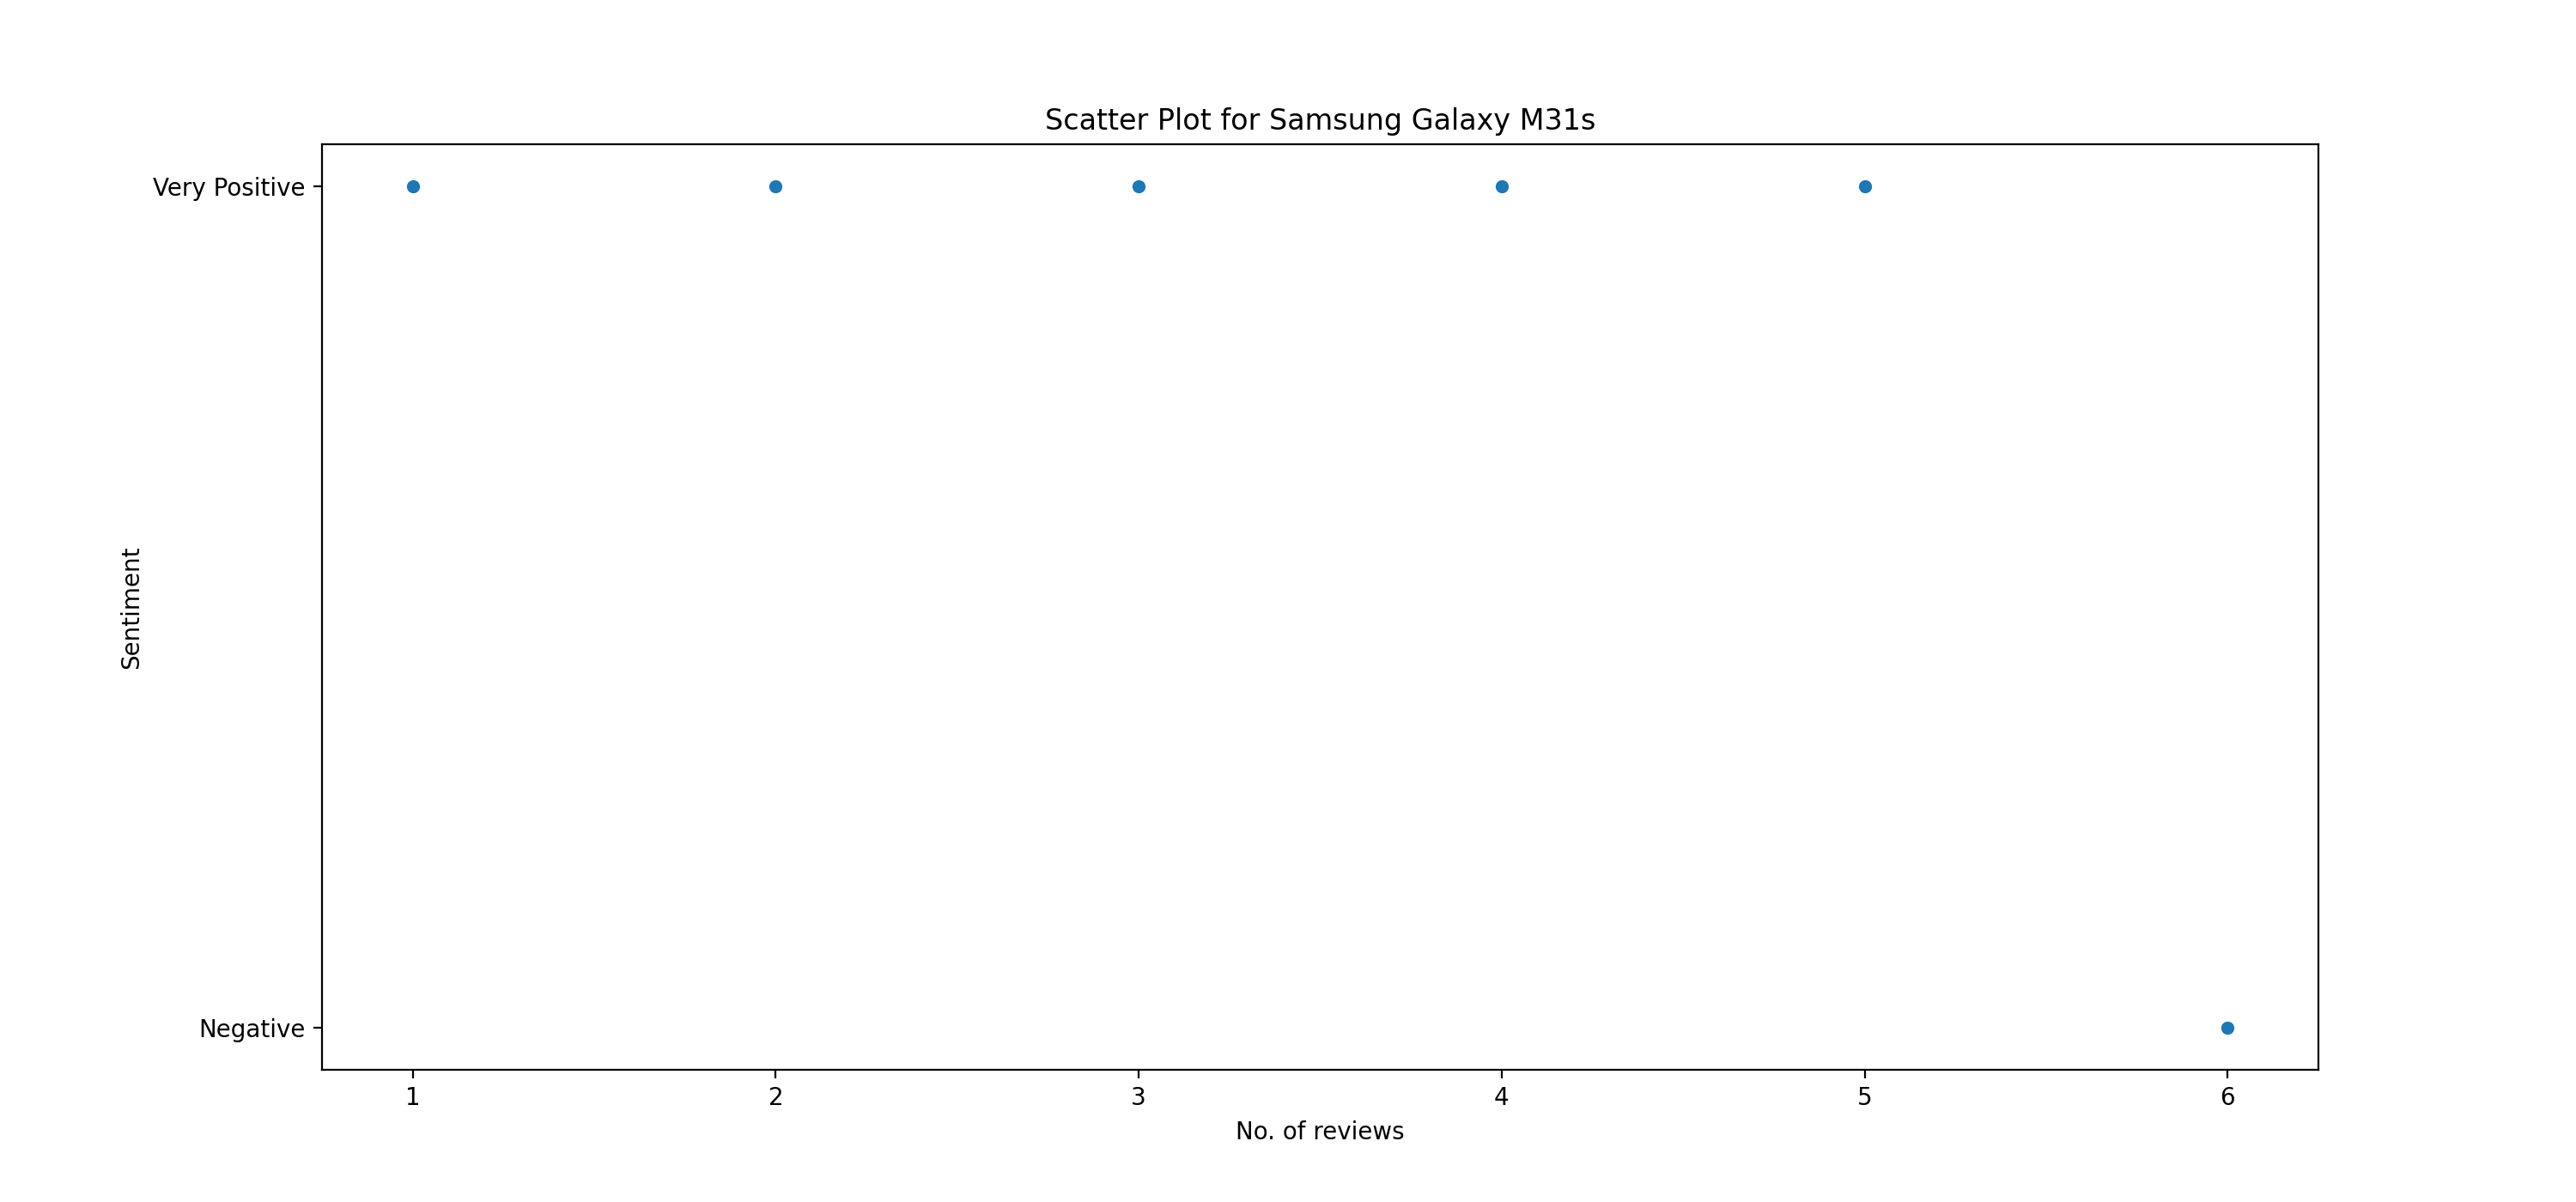 Scatter Plot for Samsung Galaxy M31s
Very Positive
Sentiment
Negative
1 2 3 4 5 6
No. of reviews